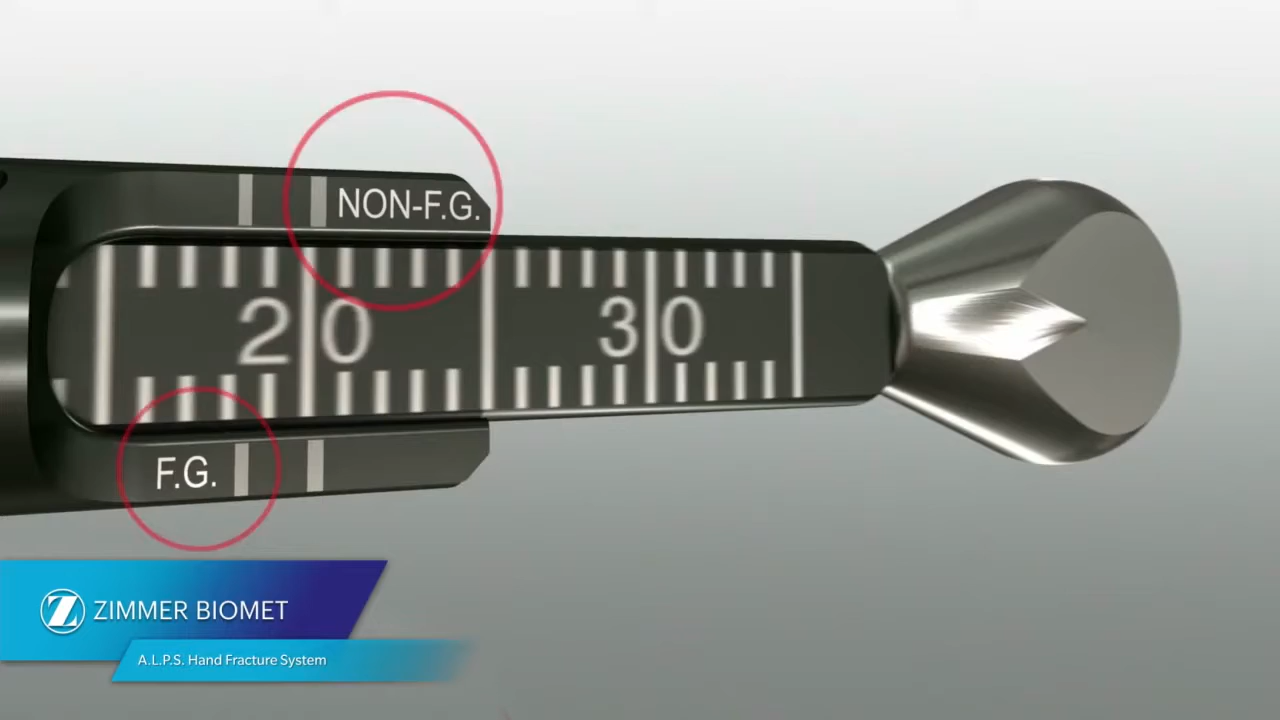 NON-F.G.
20 30
F.G.
ZIMMER BIOMET
A.L.P.S. Hand Fracture System